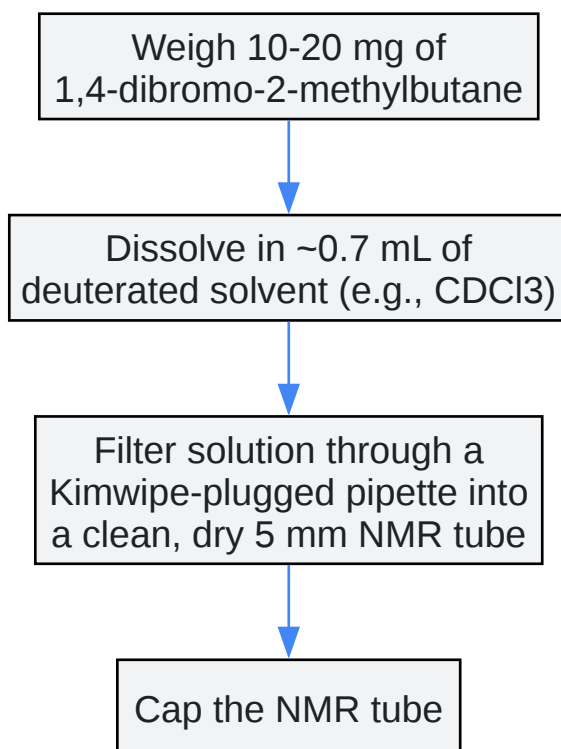 Weigh 10-20 mg of
1,4-dibromo-2-methylbutane
Dissolve in ~0.7 mL of
deuterated solvent (e.g., CDCl3)
Filter solution through a
Kimwipe-plugged pipette into
a clean, dry 5 mm NMR tube
Cap the NMR tube